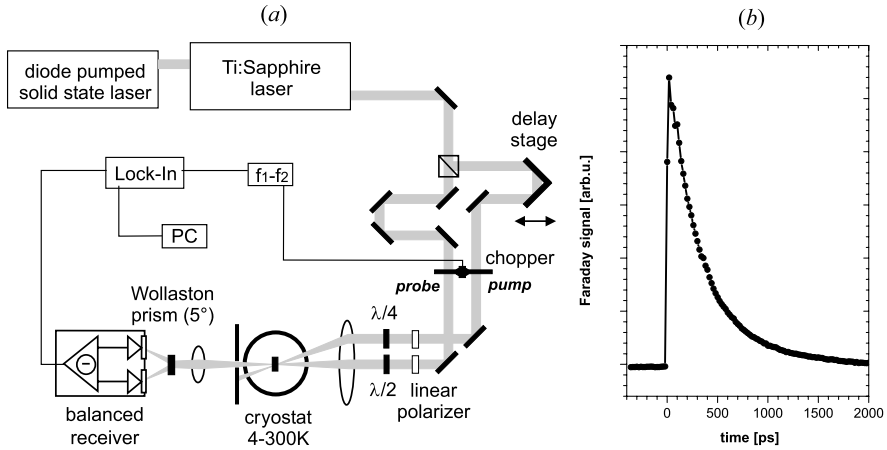 (a)
(b)
diode pumped
solid state laser
Ti:Sapphire
laser
delay
stage
Lock-In
f1-f2
PC
chopper
probe
pump
Wollaston
prism (5°)
λ/4
λ/2
linear
polarizer
balanced
receiver
cryostat
4-300K
Faraday signal [arb.u.]
0
500
1000
1500
2000
time [ps]